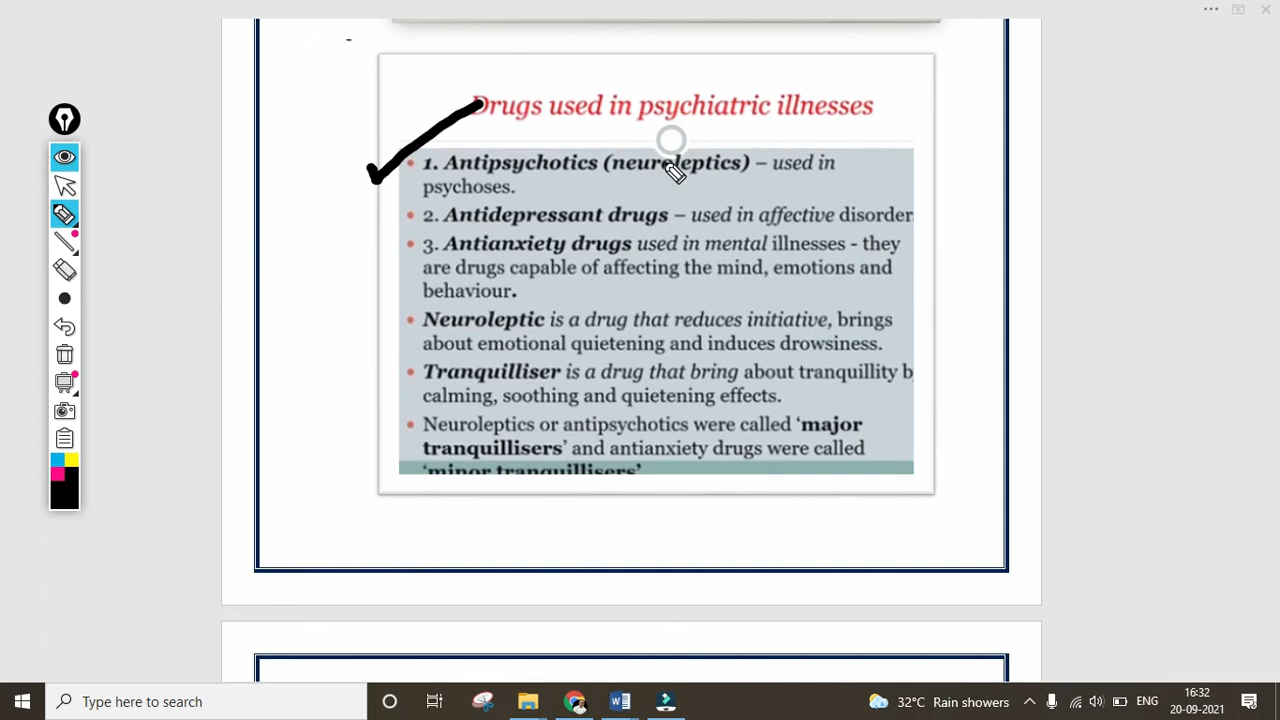 Drugs used in psychiatric illnesses
• 1. Antipsychotics (neuroleptics) – used in
psychoses.
• 2. Antidepressant drugs – used in affective disorder
• 3. Antianxiety drugs used in mental illnesses - they
are drugs capable of affecting the mind, emotions and
behaviour.
• Neuroleptic is a drug that reduces initiative, brings
about emotional quietening and induces drowsiness.
• Tranquilliser is a drug that bring about tranquillity b
calming, soothing and quietening effects.
• Neuroleptics or antipsychotics were called ‘major
tranquillisers’ and antianxiety drugs were called
‘minor tranquillisers’
Type here to search
32°C Rain showers
ENG
16:32
20-09-2021